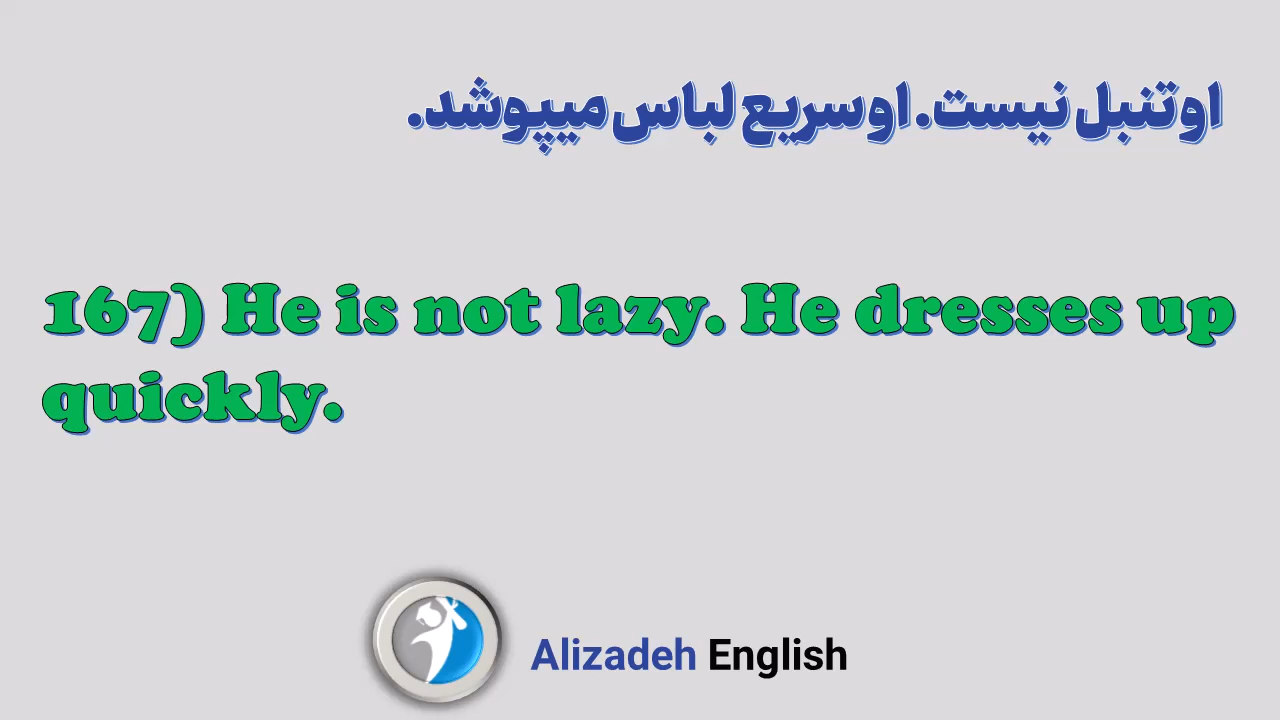 او تنبل نیست. او سریع لباس میپوشد.
167) He is not lazy. He dresses up
quickly.
Alizadeh English